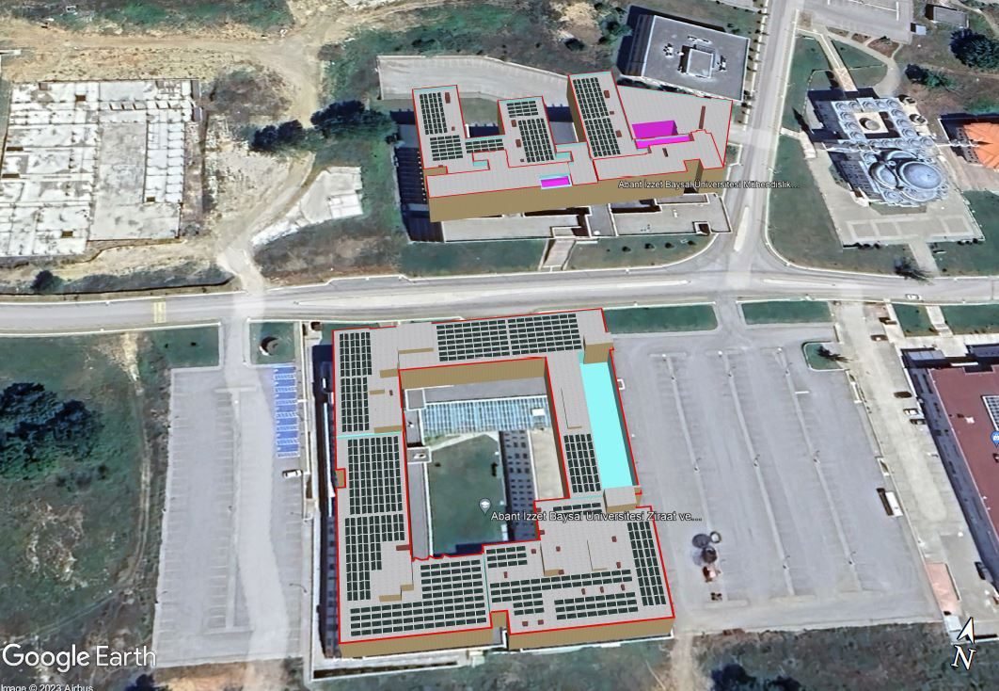 Abant İzzet Baysal Üniversitesi Mühendislik...
Abant İzzet Baysal Üniversitesi Ziraat ve....
Google Earth
N
Image © 2023 Airbus